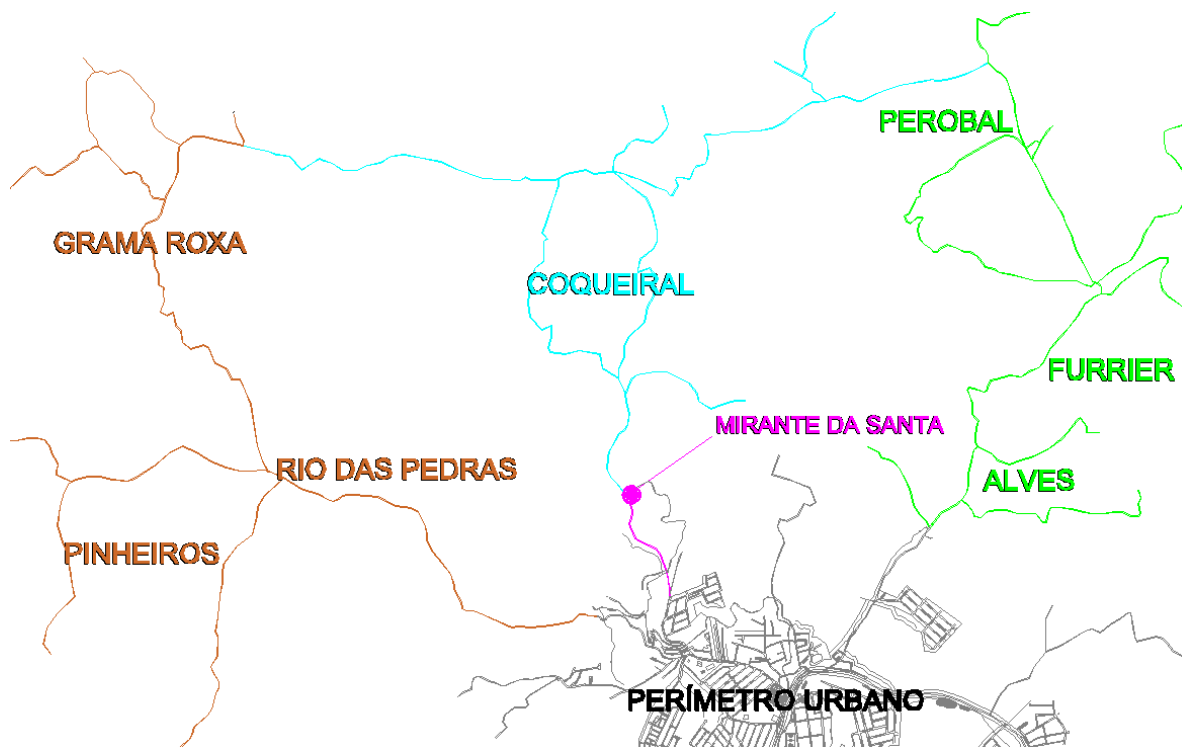 PEROBAL
GRAMA ROXA
COQUEIRAL
FURRIER
MIRANTE DA SANTA
RIO DAS PEDRAS
ALVES
PINHEIROS
PERÍMETRO URBANO